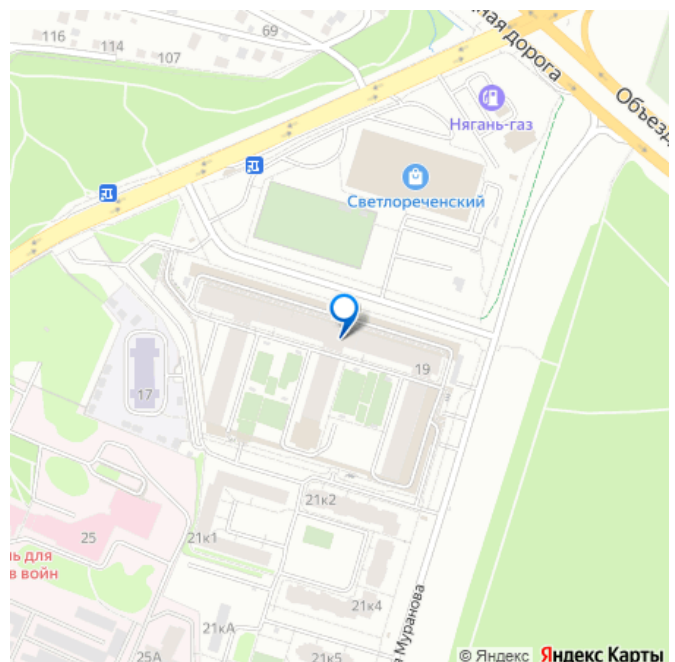 116
114
107
69
ная дорога
Объезд
Нягань-газ
Светлореченский
19
17
21к2
25
21к1
ль для
в войн
21к4
21кА
я Муранова
25А
21к5
© Яндекс Яндекс Карты